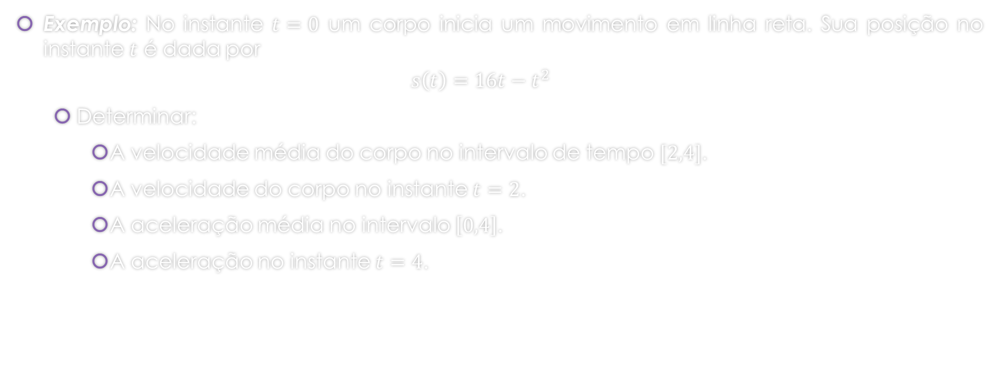 Exemplo: No instante t = 0 um corpo inicia um movimento em linha reta. Sua posição no
instante t é dada por
s(t) = 16t − t²
Determinar:
A velocidade média do corpo no intervalo de tempo [2,4].
A velocidade do corpo no instante t = 2.
A aceleração média no intervalo [0,4].
A aceleração no instante t = 4.